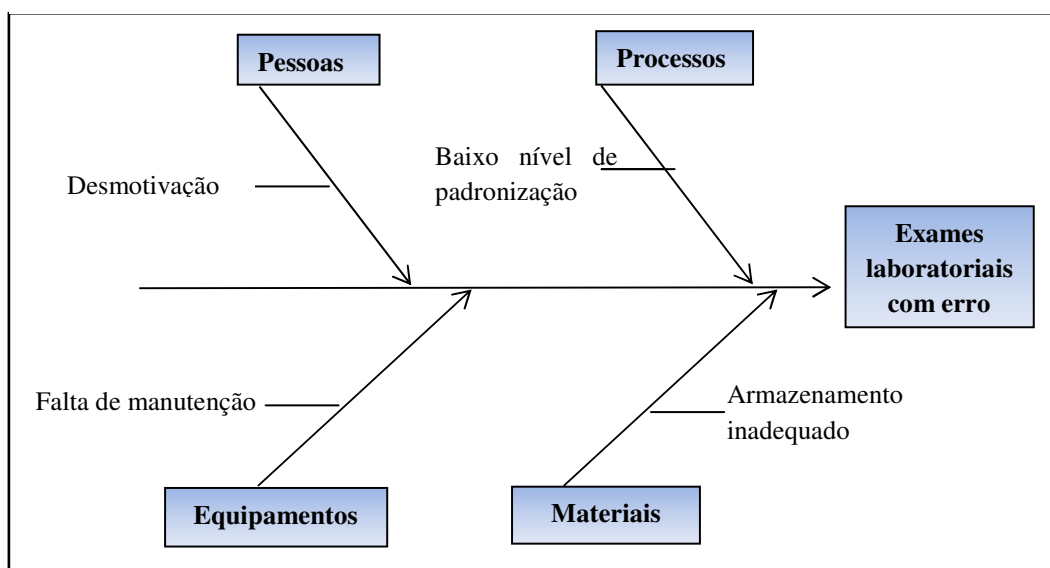 Pessoas
Processos
Desmotivação
Baixo nível de
padronização
Exames
laboratoriais
com erro
Falta de manutenção
Armazenamento
inadequado
Equipamentos
Materiais